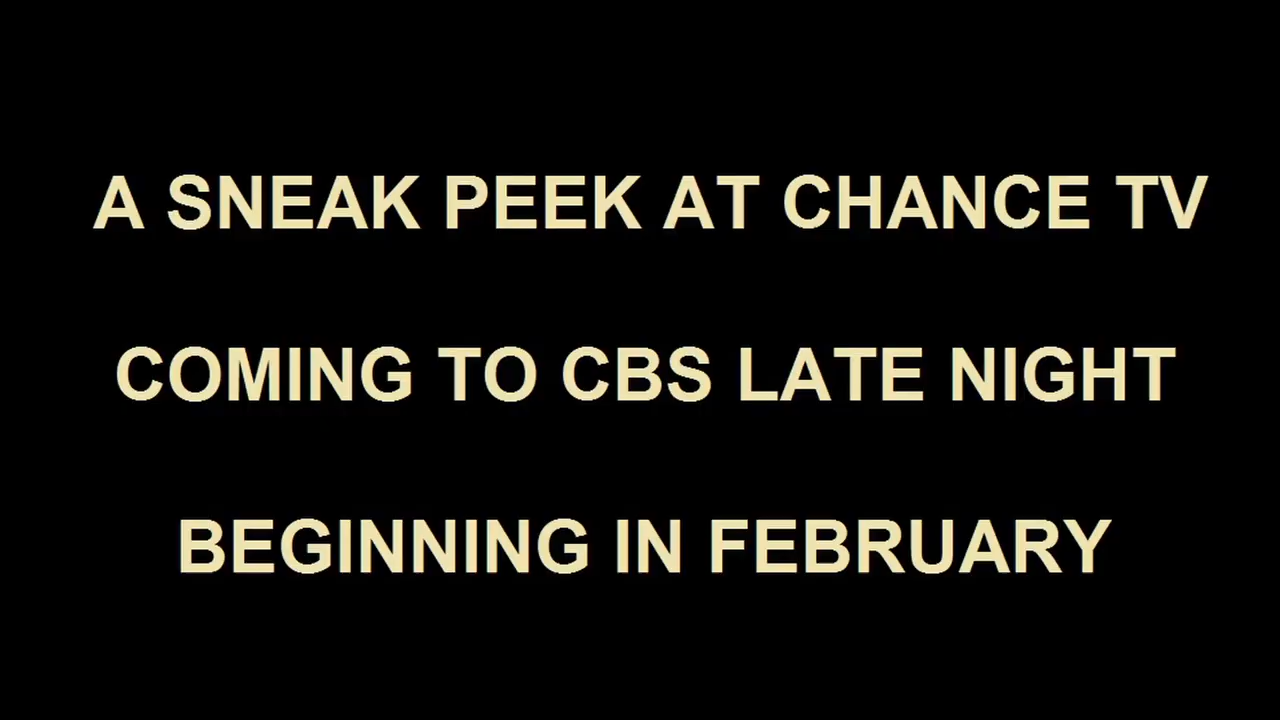 A SNEAK PEEK AT CHANCE TV
COMING TO CBS LATE NIGHT
BEGINNING IN FEBRUARY